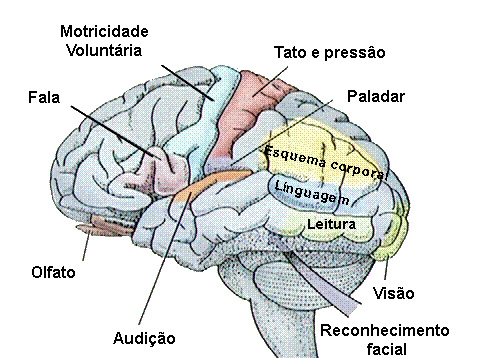 Motricidade
Voluntária
Tato e pressão
Fala
Paladar
Esquema corporal
Linguagem
Leitura
Olfato
Visão
Audição
Reconhecimento
facial